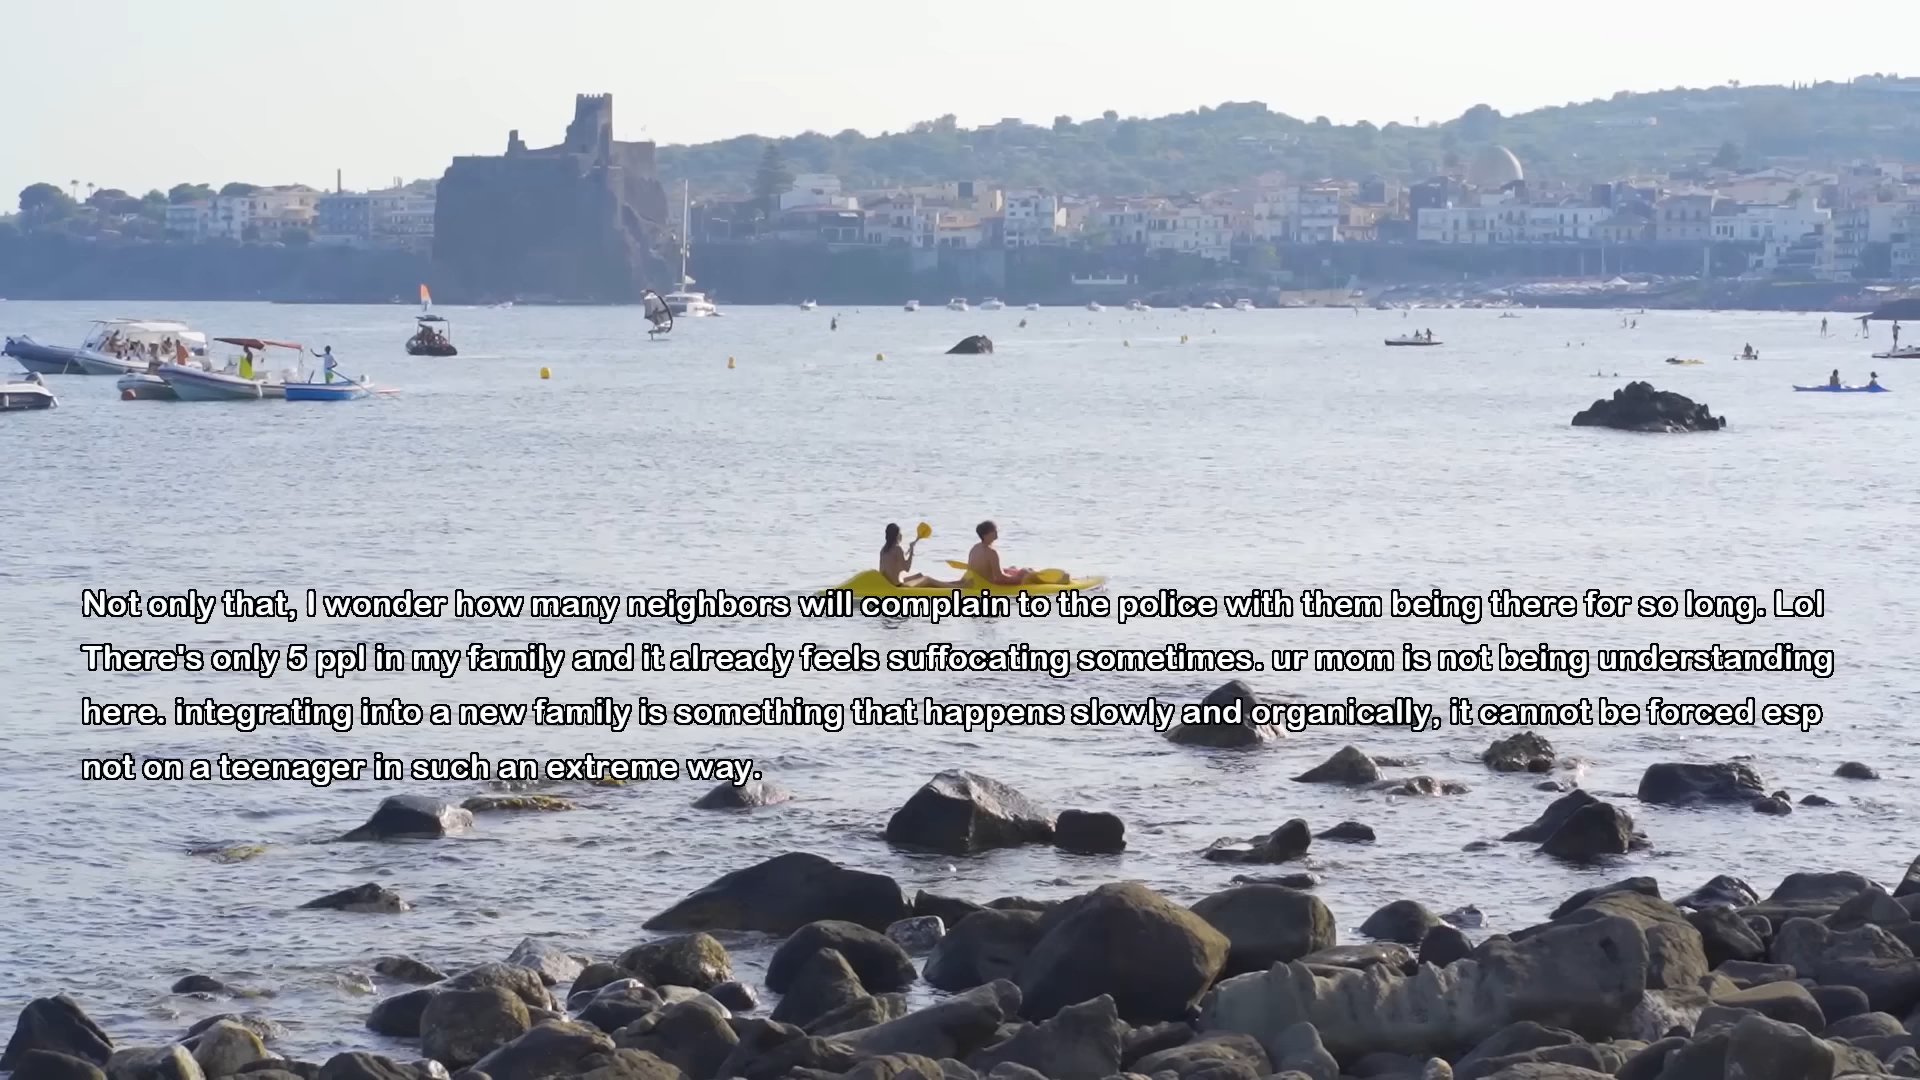 Not only that, I wonder how many neighbors will complain to the police with them being there for so long. Lol
There's only 5 ppl in my family and it already feels suffocating sometimes. ur mom is not being understanding
here. integrating into a new family is something that happens slowly and organically, it cannot be forced esp
not on a teenager in such an extreme way.